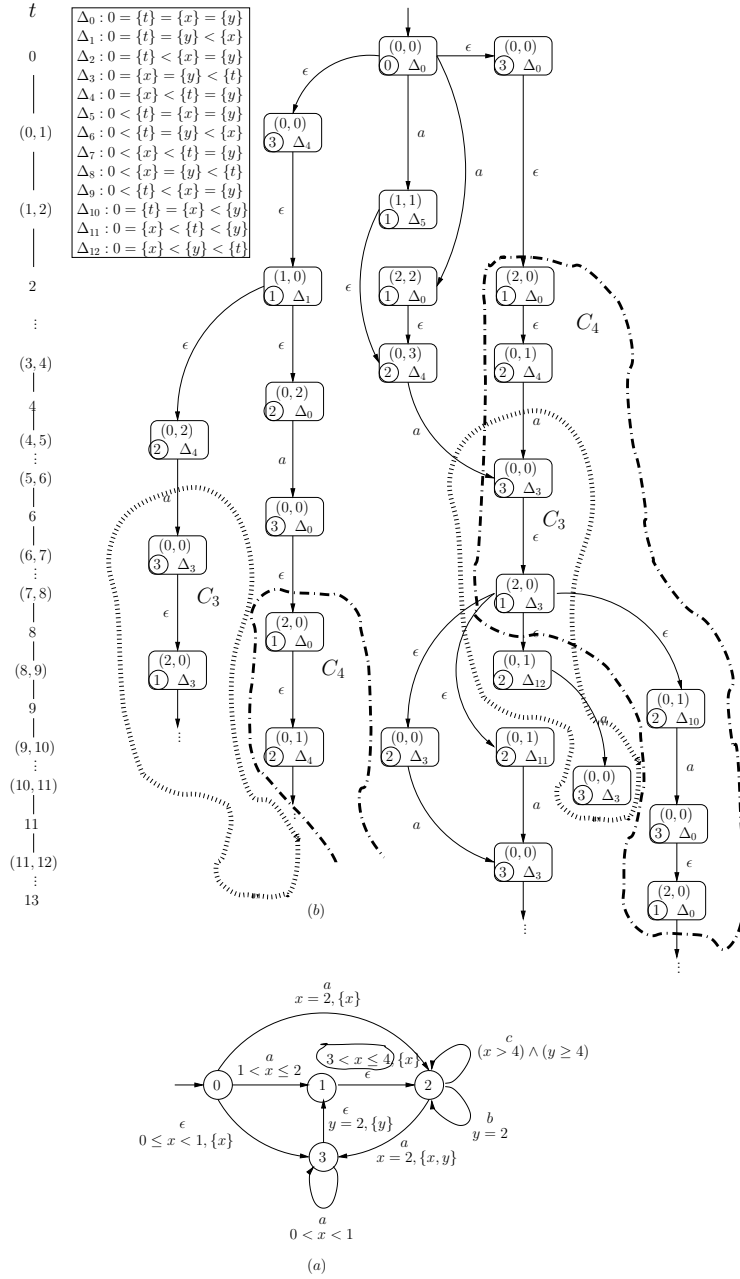 t
0
(0, 1)
(1, 2)
2
⋮
(3, 4)
4
(4, 5)
⋮
(5, 6)
6
(6, 7)
⋮
(7, 8)
8
(8, 9)
9
(9, 10)
⋮
(10, 11)
11
(11, 12)
⋮
13
Δ₀ : 0 = {t} = {x} = {y}
Δ₁ : 0 = {t} = {y} < {x}
Δ₂ : 0 = {t} < {x} = {y}
Δ₃ : 0 = {x} = {y} < {t}
Δ₄ : 0 = {x} < {t} = {y}
Δ₅ : 0 < {t} = {x} = {y}
Δ₆ : 0 < {t} = {y} < {x}
Δ₇ : 0 < {x} < {t} = {y}
Δ₈ : 0 < {x} = {y} < {t}
Δ₉ : 0 < {t} < {x} = {y}
Δ₁₀ : 0 = {t} = {x} < {y}
Δ₁₁ : 0 = {x} < {t} < {y}
Δ₁₂ : 0 = {x} < {y} < {t}
(0, 0)
0 Δ₀
ϵ
(0, 0)
3 Δ₀
ϵ
(0, 0)
3 Δ₄
a
a
ϵ
(1, 1)
1 Δ₅
ϵ
(1, 0)
1 Δ₁
ϵ
(2, 2)
1 Δ₀
(2, 0)
1 Δ₀
C₄
ϵ
ϵ
ϵ
ϵ
(0, 3)
2 Δ₄
(0, 1)
2 Δ₄
(0, 2)
2 Δ₀
(0, 2)
2 Δ₄
a
a
a
a
(0, 0)
3 Δ₃
(0, 0)
3 Δ₀
C₃
(0, 0)
3 Δ₃
ϵ
ϵ
C₃
ϵ
(2, 0)
1 Δ₃
(2, 0)
1 Δ₀
C₄
ϵ
ϵ
ϵ
ϵ
ϵ
(2, 0)
1 Δ₃
(0, 1)
2 Δ₁₂
(0, 1)
2 Δ₁₀
a
⋮
(0, 1)
2 Δ₄
(0, 0)
2 Δ₃
(0, 1)
2 Δ₁₁
(0, 0)
3 Δ₃
a
⋮
a
a
(0, 0)
3 Δ₀
(0, 0)
3 Δ₃
ϵ
(2, 0)
1 Δ₀
⋮
⋮
(b)
a
x = 2, {x}
c
(x > 4) ∧ (y ≥ 4)
a
1 < x ≤ 2
3 < x ≤ 4, {x}
ϵ
0
1
2
ϵ
0 ≤ x < 1, {x}
ϵ
y = 2, {y}
a
x = 2, {x, y}
b
y = 2
3
a
0 < x < 1
(a)